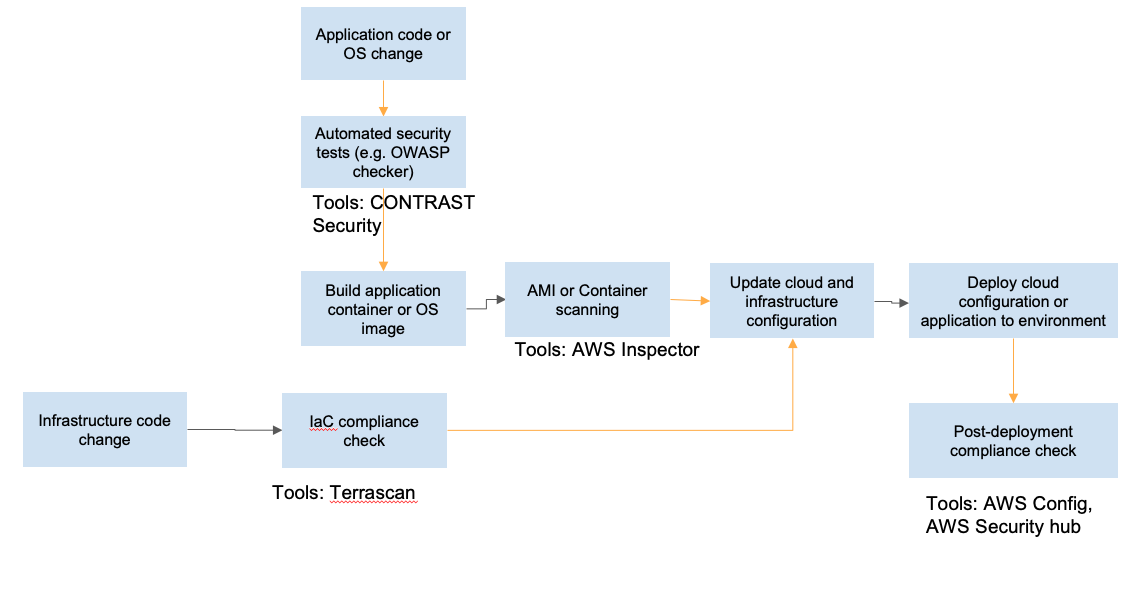 Application code or
OS change
Automated security
tests (e.g. OWASP
checker)
Tools: CONTRAST
Security
Build application
container or OS
image
AMI or Container
scanning
Tools: AWS Inspector
Update cloud and
infrastructure
configuration
Deploy cloud
configuration or
application to environment
Infrastructure code
change
IaC compliance
check
Tools: Terrascan
Post-deployment
compliance check
Tools: AWS Config,
AWS Security hub